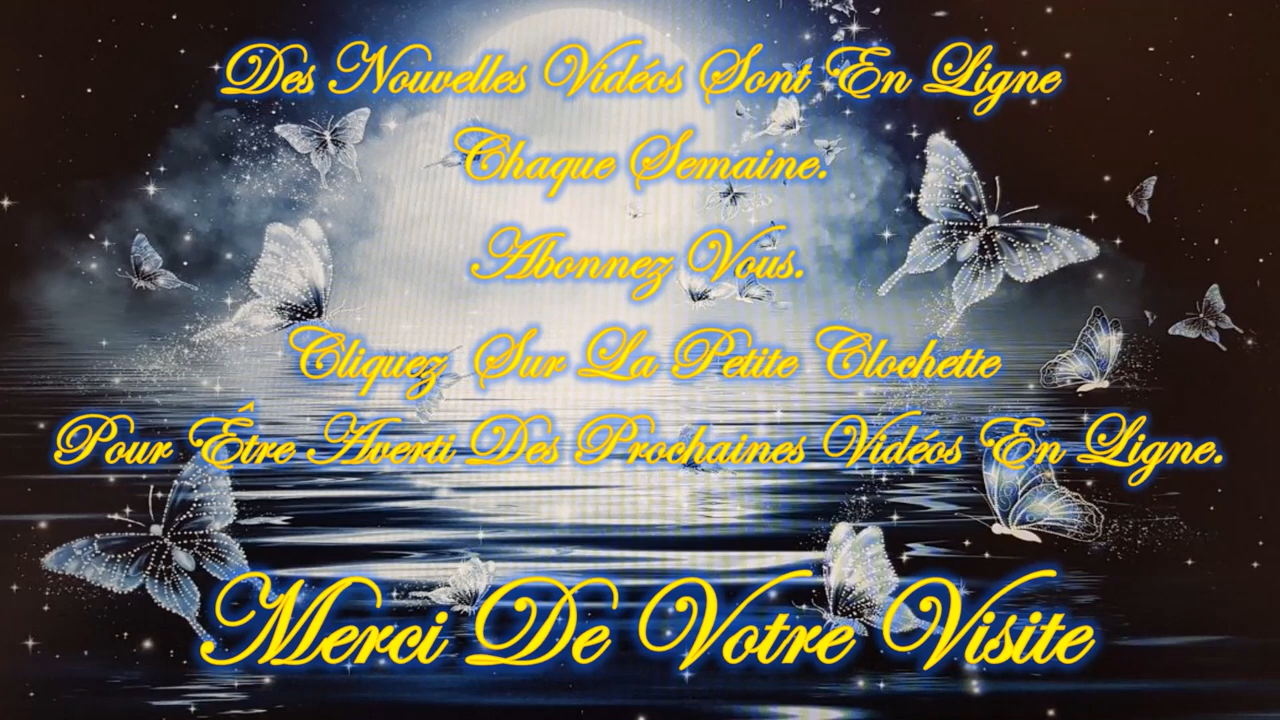 Des Nouvelles Vidéos Sont En Ligne
Chaque Semaine.
Abonnez Vous.
Cliquez Sur La Petite Clochette
Pour Être Averti Des Prochaines Vidéos En Ligne.
Merci De Votre Visite